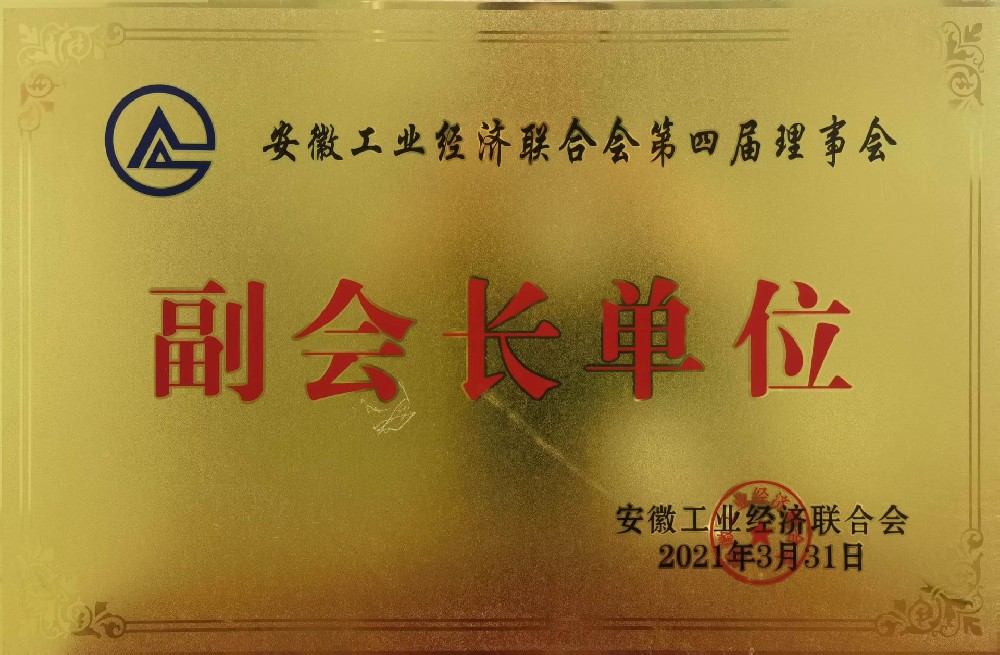 安徽工业经济联合会第四届理事会
副会长单位
安徽工业经济联合会
2021年3月31日